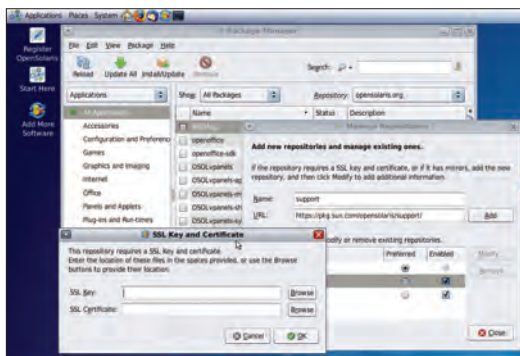 Applications Places System
Register OpenSolaris
Start Here
Add More Software
Package Manager
File Edit View Package Help
Reload Update All Install/Update Remove
Search:
Applications
Show: All Packages
Repository: opensolaris.org
Name Status Description
Accessories
Configuration and Preferenc
Games
Graphics and Imaging
Internet
Office
Panels and Applets
Plug-ins and Run-times
openoffice
openoffice-sdk
Add new repositories and manage existing ones.
If the repository requires a SSL key and certificate, or if it has mirrors, add the new
repository, and then click Modify to add additional information.
Name: support
URL: https://pkg.sun.com/opensolaris/support/
Add
odify or remove existing repositories.
Preferred Enabled
Modify
Remove
Close
SSL Key and Certificate
This repository requires a SSL Key and certificate.
Enter the location of these files in the spaces provided, or use the Browse
buttons to provide their location.
SSL Key: Browse
SSL Certificate: Browse
Cancel OK